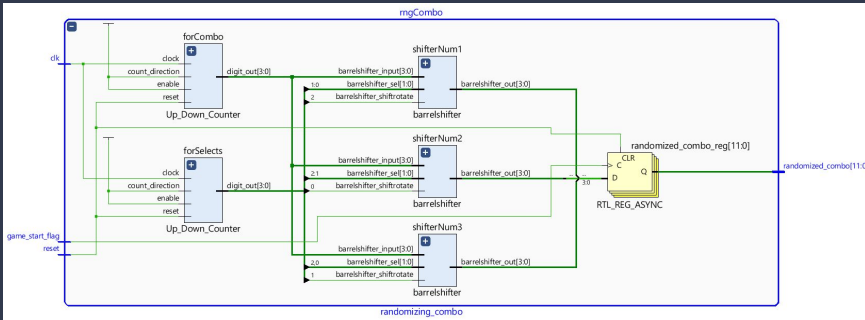 rngCombo
forCombo
clk
clock
count_direction
enable
reset
digit_out[3:0]
Up_Down_Counter
forSelects
clock
count_direction
enable
reset
digit_out[3:0]
Up_Down_Counter
game_start_flag
reset
shifterNum1
barrelshifter_input[3:0]
1:0
barrelshifter_sel[1:0]
2
barrelshifter_shiftrotate
barrelshifter_out[3:0]
barrelshifter
shifterNum2
barrelshifter_input[3:0]
2:1
barrelshifter_sel[1:0]
0
barrelshifter_shiftrotate
barrelshifter_out[3:0]
barrelshifter
shifterNum3
barrelshifter_input[3:0]
2,0
barrelshifter_sel[1:0]
1
barrelshifter_shiftrotate
barrelshifter_out[3:0]
barrelshifter
randomized_combo_reg[11:0]
CLR
C
D
Q
3:0
RTL_REG_ASYNC
randomized_combo[11:0
randomizing_combo